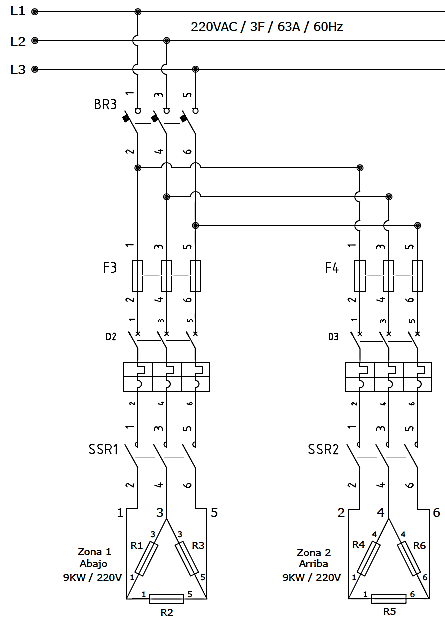 L1
220VAC / 3F / 63A / 60Hz
L2
L3
1 3 5
BR3
2 4 6
1 3 5 1 3 5
F3 F4
2 4 6 2 4 6
1 3 5 1 3 5
D2 D3
2 4 6 2 4 6
1 3 5 1 3 5
SSR1 SSR2
2 4 6 2 4 6
1 3 5 2 4 6
3 3 4 4
R1 R3 R4 R6
Zona 1 Zona 2
Abajo Arriba
9KW / 220V 9KW / 220V
1 5 4 6
1 5 1 6
R2 R5